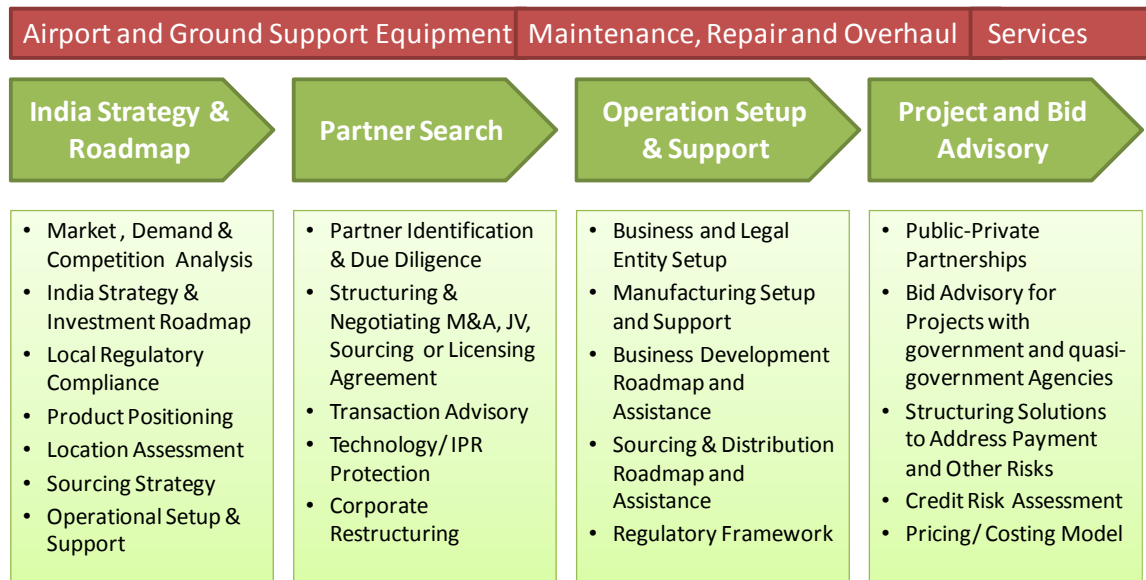 Airport and Ground Support Equipment
Maintenance, Repair and Overhaul
Services
India Strategy &
Roadmap
Partner Search
Operation Setup
& Support
Project and Bid
Advisory
• Market , Demand &
Competition Analysis
• India Strategy &
Investment Roadmap
• Local Regulatory
Compliance
• Product Positioning
• Location Assessment
• Sourcing Strategy
• Operational Setup &
Support
• Partner Identification
& Due Diligence
• Structuring &
Negotiating M&A, JV,
Sourcing or Licensing
Agreement
• Transaction Advisory
• Technology/ IPR
Protection
• Corporate
Restructuring
• Business and Legal
Entity Setup
• Manufacturing Setup
and Support
• Business Development
Roadmap and
Assistance
• Sourcing & Distribution
Roadmap and
Assistance
• Regulatory Framework
• Public-Private
Partnerships
• Bid Advisory for
Projects with
government and quasi-
government Agencies
• Structuring Solutions
to Address Payment
and Other Risks
• Credit Risk Assessment
• Pricing/ Costing Model